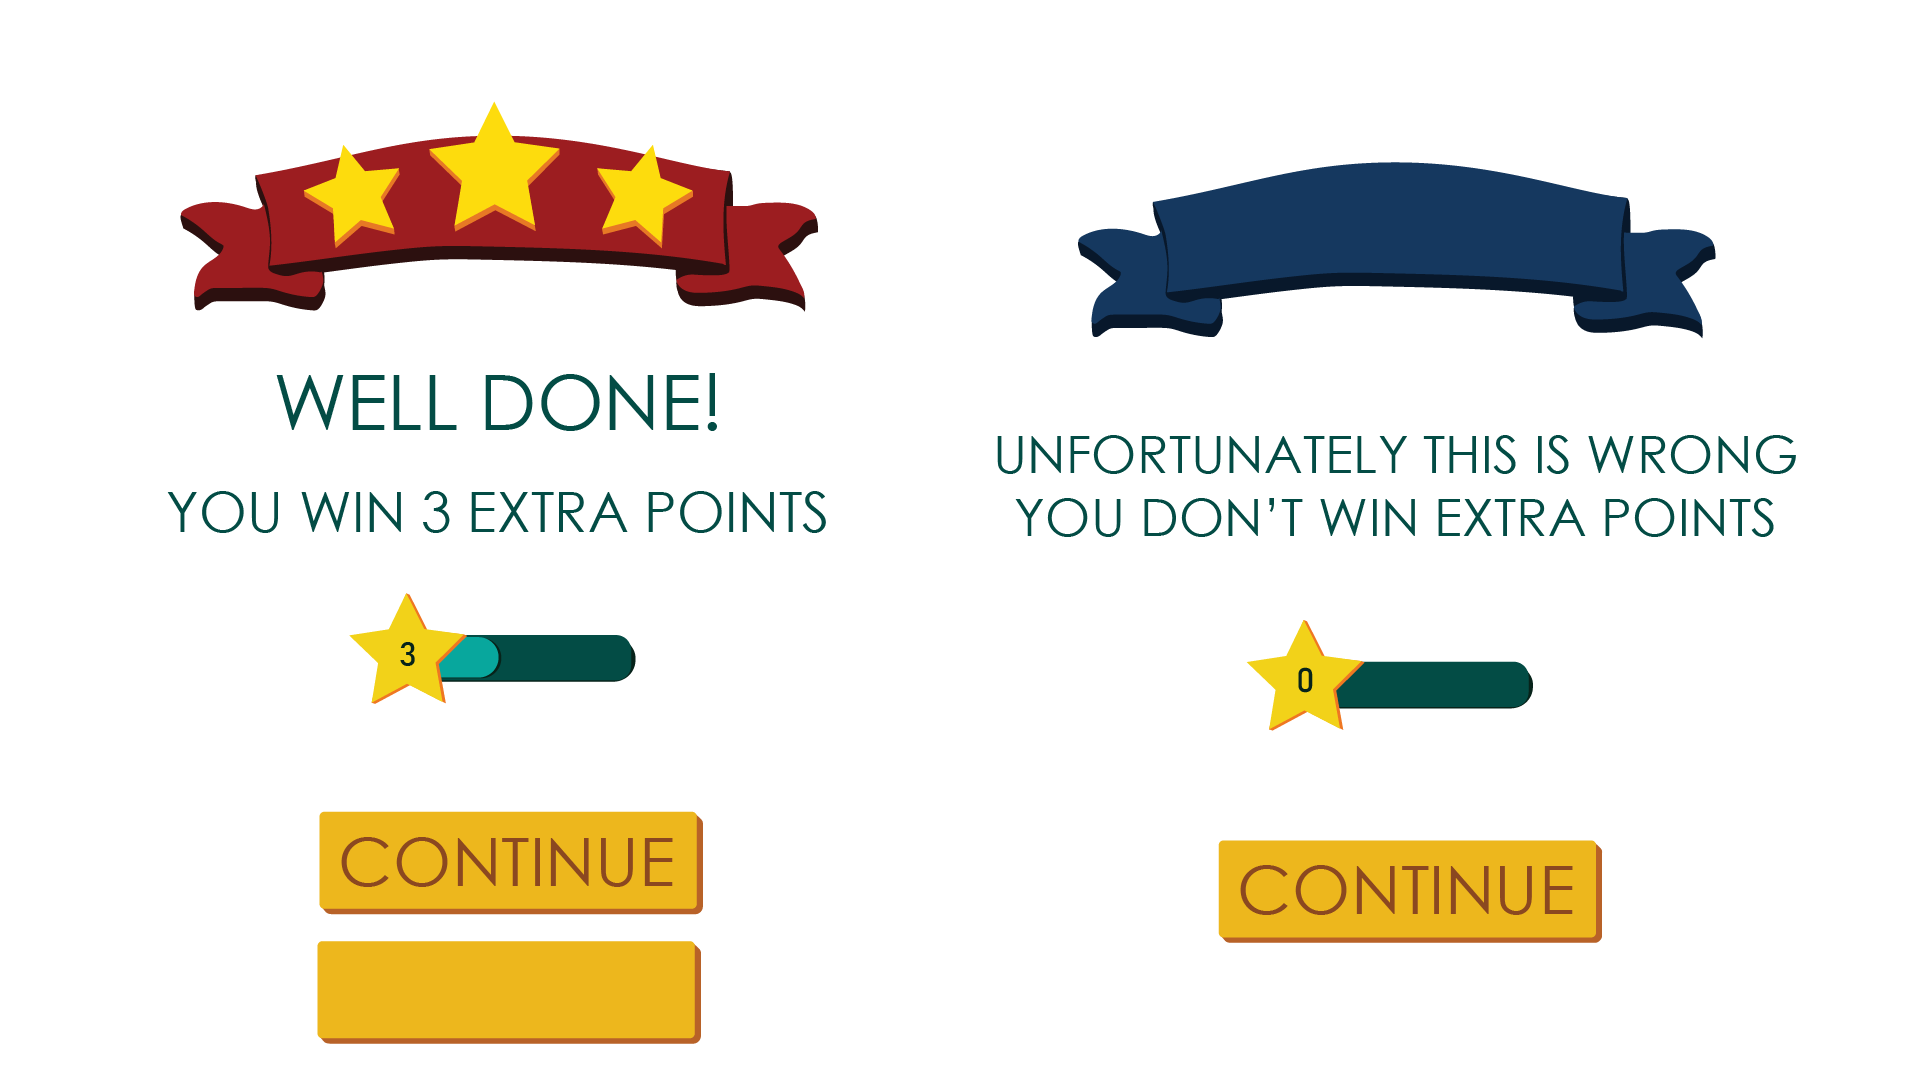 WELL DONE!
YOU WIN 3 EXTRA POINTS
3
CONTINUE
UNFORTUNATELY THIS IS WRONG
YOU DON’T WIN EXTRA POINTS
0
CONTINUE